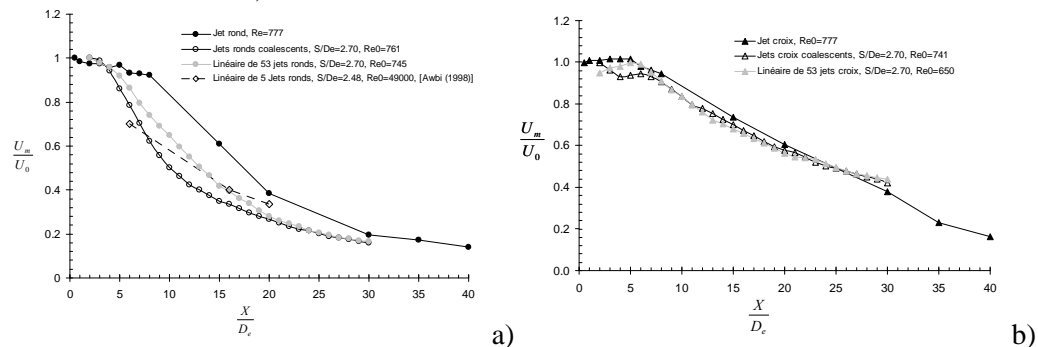 1.2
1
0.8
0.6
0.4
0.2
0
U_m
U_0
Jet rond, Re=777
Jets ronds coalescents, S/De=2.70, Re0=761
Linéaire de 53 jets ronds, S/De=2.70, Re0=745
Linéaire de 5 Jets ronds, S/De=2.48, Re0=49000, [Awbi (1998)]
0 5 10 15 20 25 30 35 40
X
D_e
a)
1.2
1.0
0.8
0.6
0.4
0.2
0.0
U_m
U_0
Jet croix, Re0=777
Jets croix coalescents, S/De=2.70, Re0=741
Linéaire de 53 jets croix, S/De=2.70, Re0=650
0 5 10 15 20 25 30 35 40
X
D_e
b)